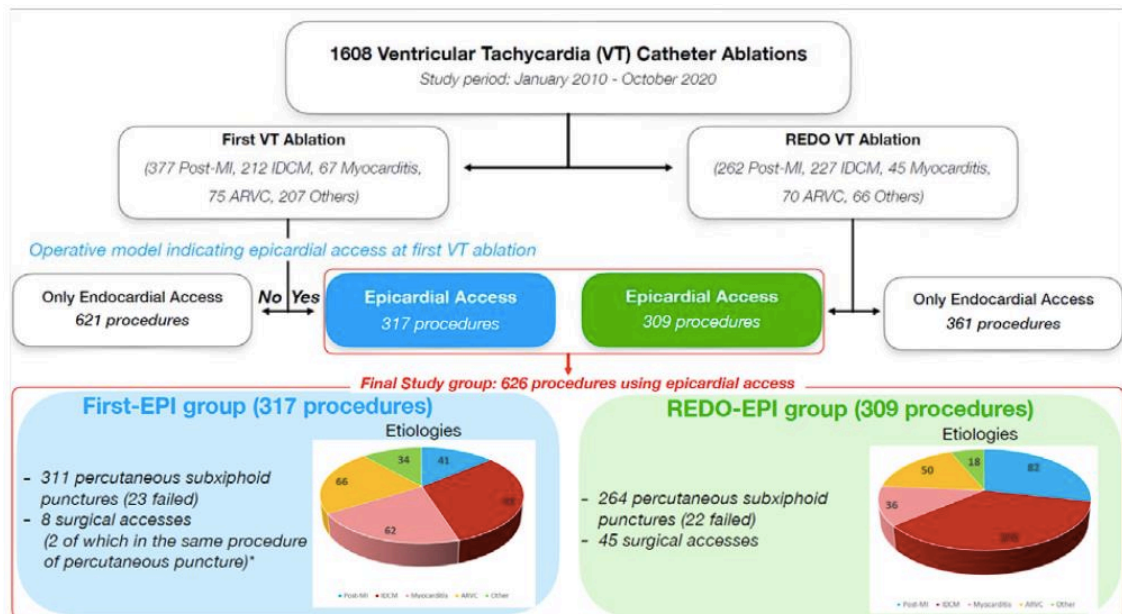 1608 Ventricular Tachycardia (VT) Catheter Ablations
Study period: January 2010 - October 2020
First VT Ablation
(377 Post-MI, 212 IDCM, 67 Myocarditis,
75 ARVC, 207 Others)
REDO VT Ablation
(262 Post-MI, 227 IDCM, 45 Myocarditis,
70 ARVC, 66 Others)
Operative model indicating epicardial access at first VT ablation
Only Endocardial Access
621 procedures
No Yes
Epicardial Access
317 procedures
Epicardial Access
309 procedures
Only Endocardial Access
361 procedures
Final Study group: 626 procedures using epicardial access
First-EPI group (317 procedures)
Etiologies
- 311 percutaneous subxiphoid
punctures (23 failed)
- 8 surgical accesses
(2 of which in the same procedure
of percutaneous puncture)*
34
41
66
62
Post-MI IDCM Myocarditis ARVC Other
REDO-EPI group (309 procedures)
Etiologies
- 264 percutaneous subxiphoid
punctures (22 failed)
- 45 surgical accesses
18
50
82
36
Post-MI IDCM Myocarditis ARVC Other